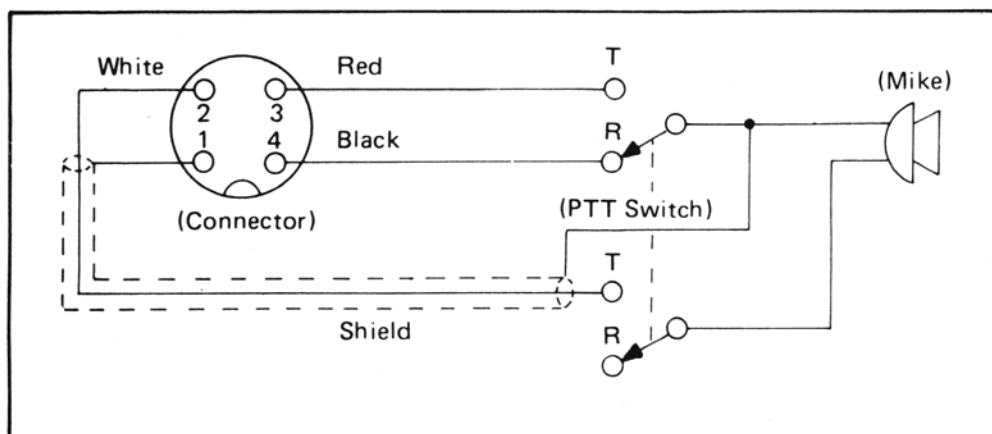 White
Red
T
(Mike)
2
3
1
4
Black
R
(Connector)
(PTT Switch)
T
Shield
R